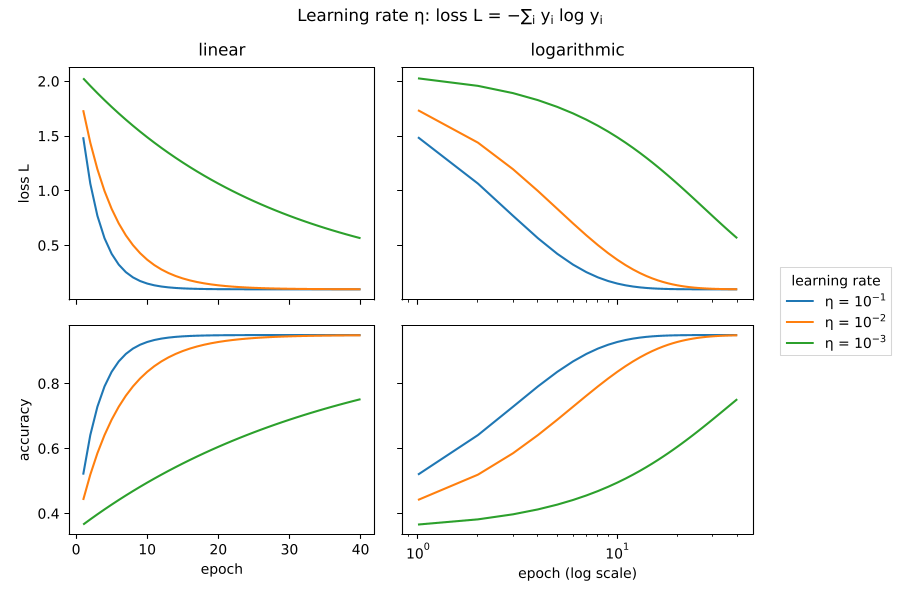 Learning rate η: loss L = −∑ᵢ yᵢ log yᵢ
linear
logarithmic
loss L
2.0
1.5
1.0
0.5
accuracy
0.8
0.6
0.4
0
10
20
30
40
epoch
10⁰
10¹
epoch (log scale)
learning rate
η = 10⁻¹
η = 10⁻²
η = 10⁻³